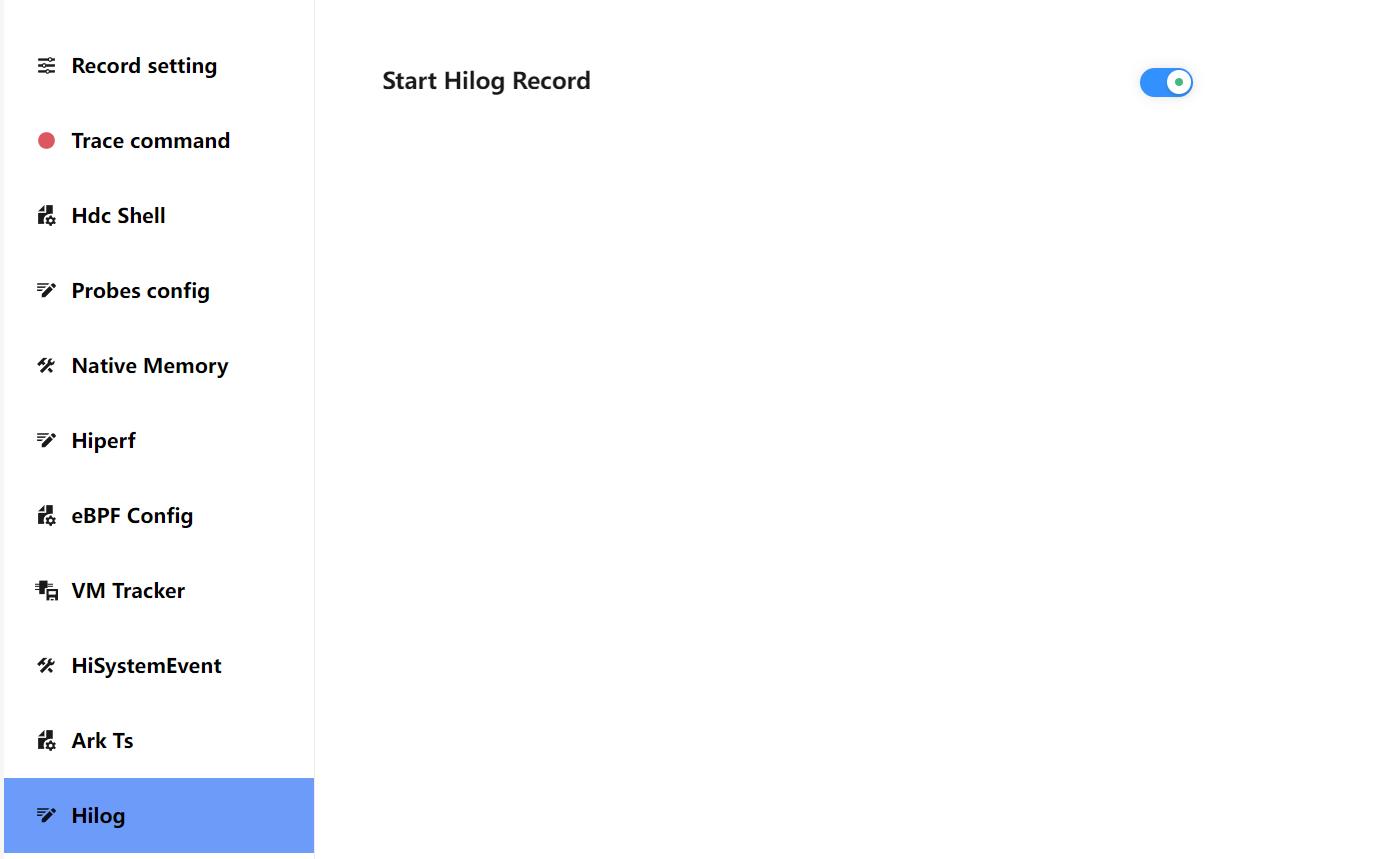 Record setting
Trace command
Hdc Shell
Probes config
Native Memory
Hiperf
eBPF Config
VM Tracker
HiSystemEvent
Ark Ts
Hilog
Start Hilog Record